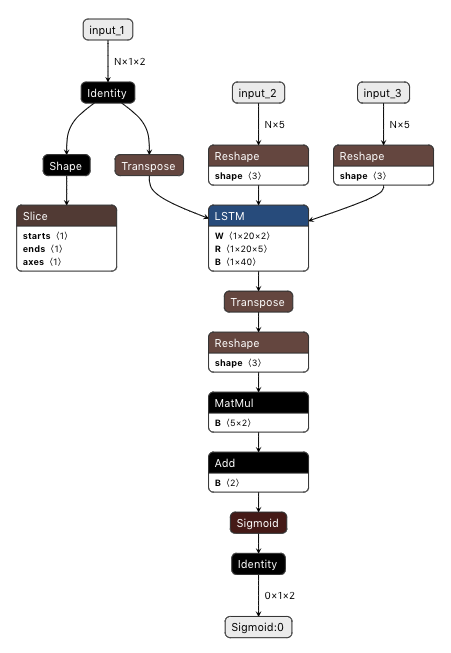 input_1
N×1×2
Identity
input_2
input_3
N×5
N×5
Shape
Transpose
Reshape
shape ⟨3⟩
Reshape
shape ⟨3⟩
Slice
starts ⟨1⟩
ends ⟨1⟩
axes ⟨1⟩
LSTM
W ⟨1×20×2⟩
R ⟨1×20×5⟩
B ⟨1×40⟩
Transpose
Reshape
shape ⟨3⟩
MatMul
B ⟨5×2⟩
Add
B ⟨2⟩
Sigmoid
Identity
0×1×2
Sigmoid:0